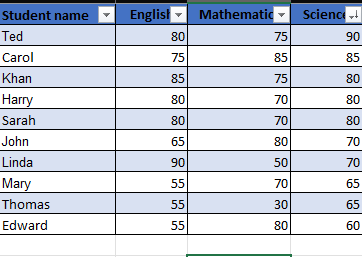 Student name English Mathematic Science
Ted 80 75 90
Carol 75 85 85
Khan 85 75 80
Harry 80 70 80
Sarah 80 70 80
John 65 80 70
Linda 90 50 70
Mary 55 70 65
Thomas 55 30 65
Edward 55 80 60